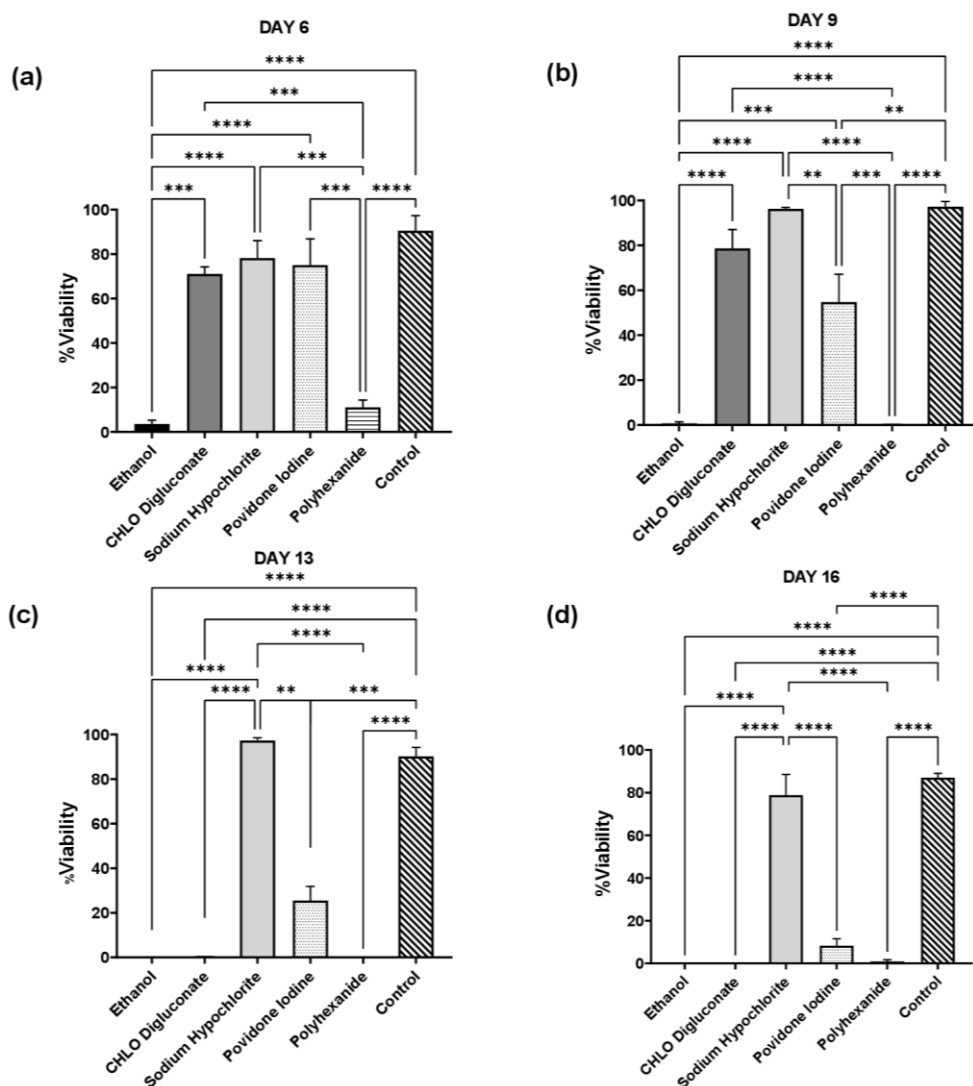 DAY 6
(a)
****
***
****
**** ***
*** *** ****
100
80
60
40
20
0
%Viability
Ethanol
CHLO Digluconate
Sodium Hypochlorite
Povidone Iodine
Polyhexanide
Control
DAY 9
(b)
****
****
*** **
**** ****
**** ** *** ****
100
80
60
40
20
0
%Viability
Ethanol
CHLO Digluconate
Sodium Hypochlorite
Povidone Iodine
Polyhexanide
Control
DAY 13
(c)
****
****
****
****
**** ** ***
****
100
80
60
40
20
0
%Viability
Ethanol
CHLO Digluconate
Sodium Hypochlorite
Povidone Iodine
Polyhexanide
Control
DAY 16
(d)
****
****
****
****
****
**** **** ****
100
80
60
40
20
0
%Viability
Ethanol
CHLO Digluconate
Sodium Hypochlorite
Povidone Iodine
Polyhexanide
Control